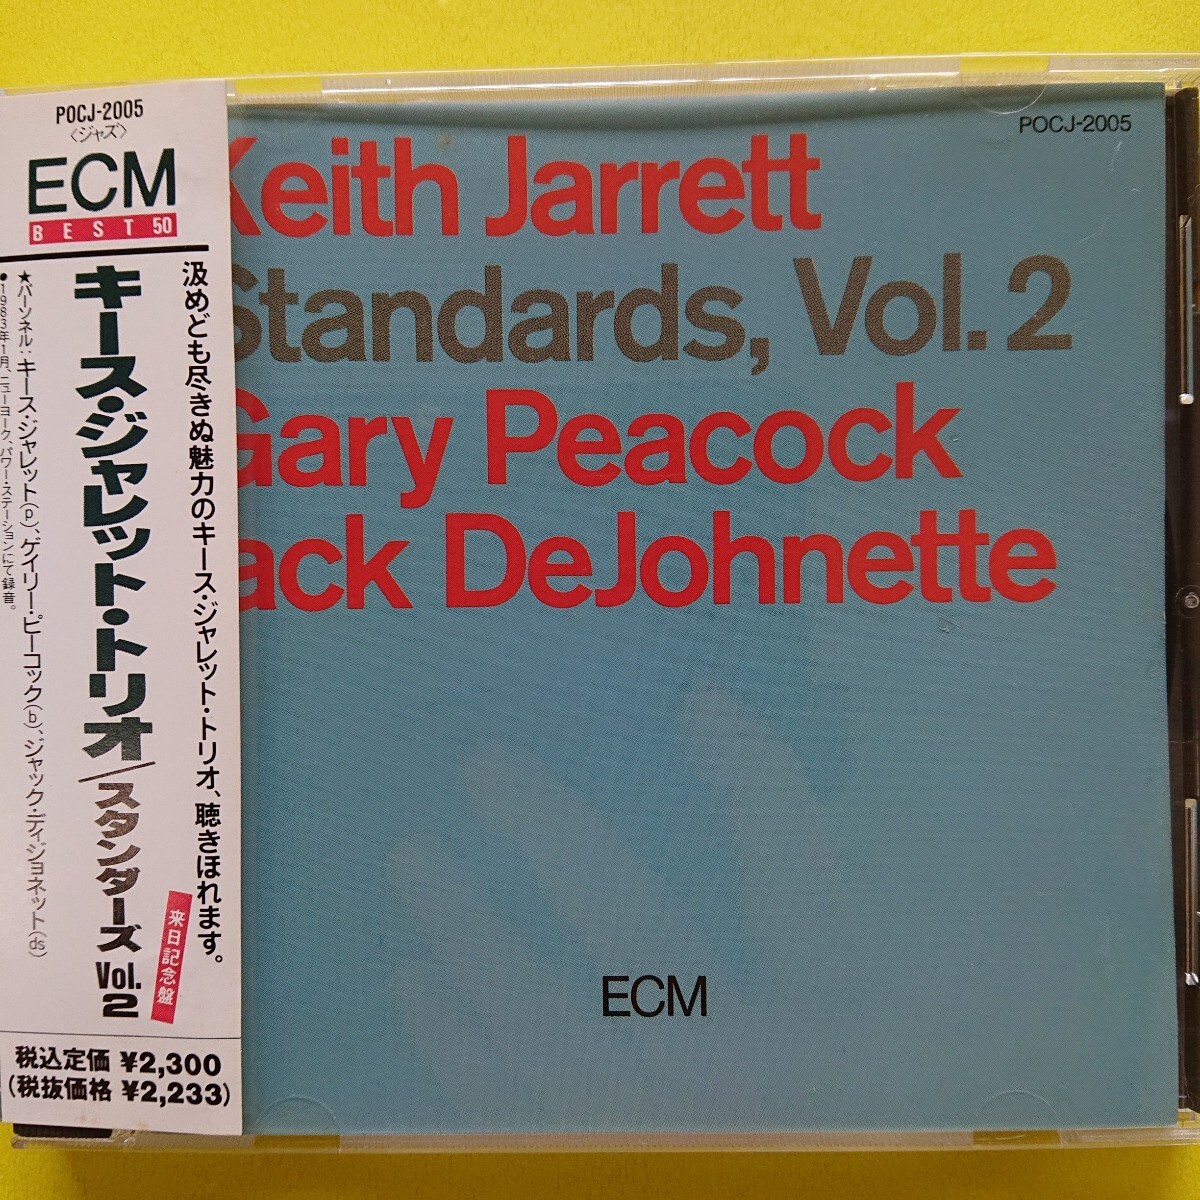 POCJ-2005
〈ジャズ〉
ECM
BEST 50
汲めども尽きぬ魅力のキース・ジャレット・トリオ、聴きほれます。
キース・ジャレット・トリオ/スタンダーズ Vol. 2
来日記念盤
★パーソネル:キース・ジャレット(p)、ゲイリー・ピーコック(b)、ジャック・ディジョネット(ds)
●1983年1月、ニューヨーク、パワー・ステーションにて録音。
税込定価 ¥2,300
(税抜価格 ¥2,233)
POCJ-2005
Keith Jarrett
Standards, Vol. 2
Gary Peacock
ack DeJohnette
ECM